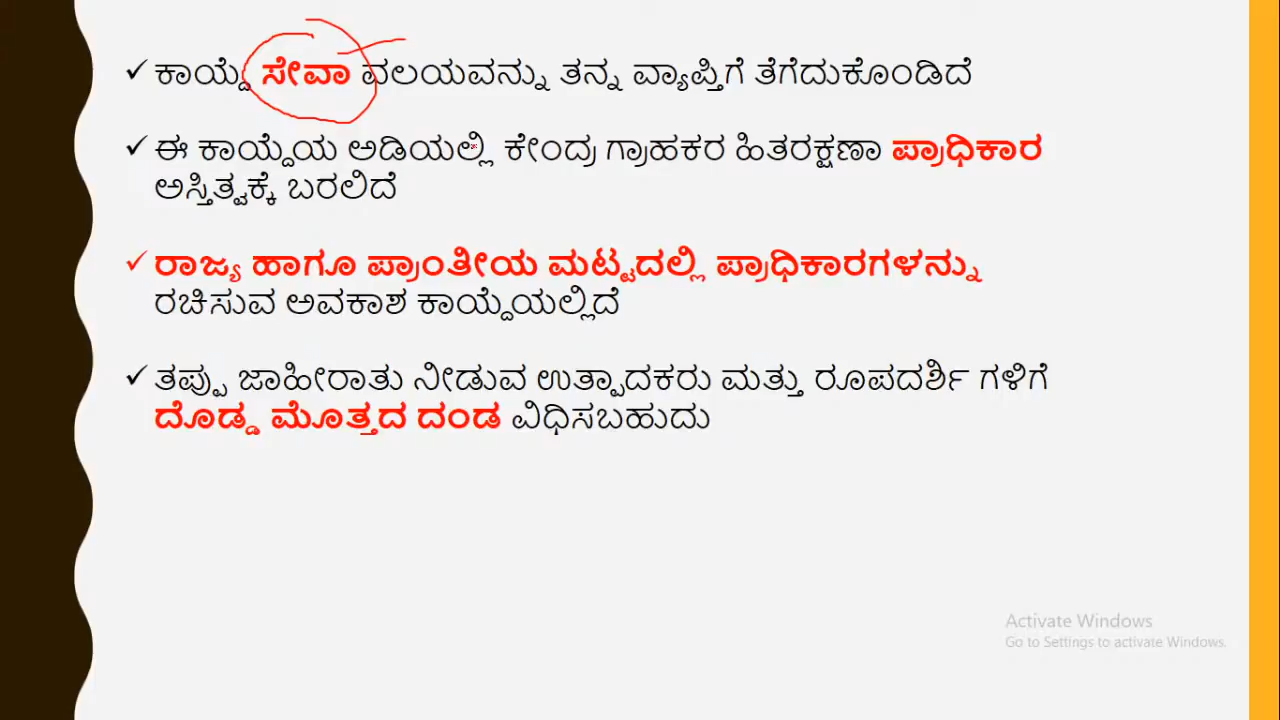 ಕಾಯ್ದೆ ಸೇವಾ ವಲಯವನ್ನು ತನ್ನ ವ್ಯಾಪ್ತಿಗೆ ತೆಗೆದುಕೊಂಡಿದೆ
ಈ ಕಾಯ್ದೆಯ ಅಡಿಯಲ್ಲಿ ಕೇಂದ್ರ ಗ್ರಾಹಕರ ಹಿತರಕ್ಷಣಾ ಪ್ರಾಧಿಕಾರ
ಅಸ್ತಿತ್ವಕ್ಕೆ ಬರಲಿದೆ
ರಾಜ್ಯ ಹಾಗೂ ಪ್ರಾಂತೀಯ ಮಟ್ಟದಲ್ಲಿ ಪ್ರಾಧಿಕಾರಗಳನ್ನು
ರಚಿಸುವ ಅವಕಾಶ ಕಾಯ್ದೆಯಲ್ಲಿದೆ
ತಪ್ಪು ಜಾಹೀರಾತು ನೀಡುವ ಉತ್ಪಾದಕರು ಮತ್ತು ರೂಪದರ್ಶಿ ಗಳಿಗೆ
ದೊಡ್ಡ ಮೊತ್ತದ ದಂಡ ವಿಧಿಸಬಹುದು
Activate Windows
Go to Settings to activate Windows.